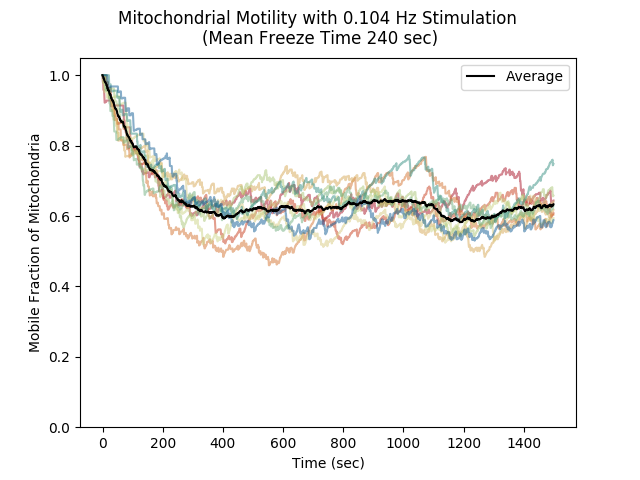 Mitochondrial Motility with 0.104 Hz Stimulation
(Mean Freeze Time 240 sec)
Average
Mobile Fraction of Mitochondria
1.0
0.8
0.6
0.4
0.2
0.0
0 200 400 600 800 1000 1200 1400
Time (sec)